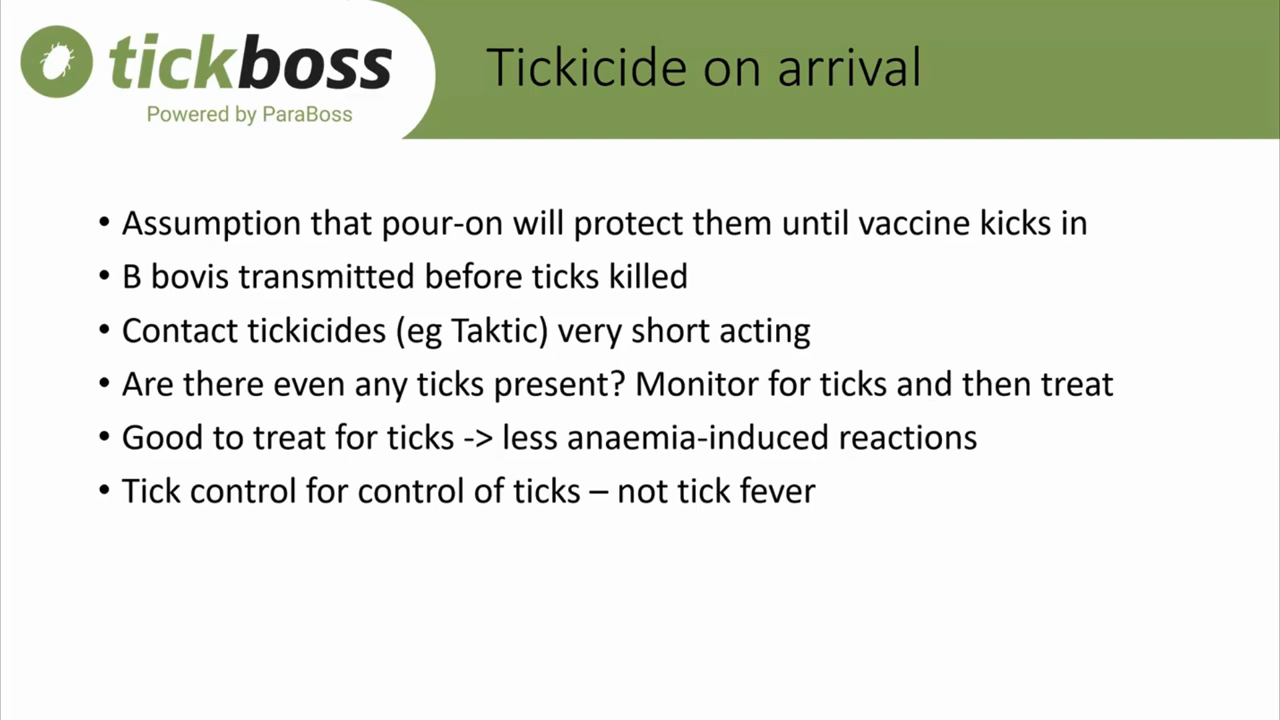 tickboss
Powered by ParaBoss
Tickicide on arrival
• Assumption that pour-on will protect them until vaccine kicks in
• B bovis transmitted before ticks killed
• Contact tickicides (eg Taktic) very short acting
• Are there even any ticks present? Monitor for ticks and then treat
• Good to treat for ticks -> less anaemia-induced reactions
• Tick control for control of ticks – not tick fever